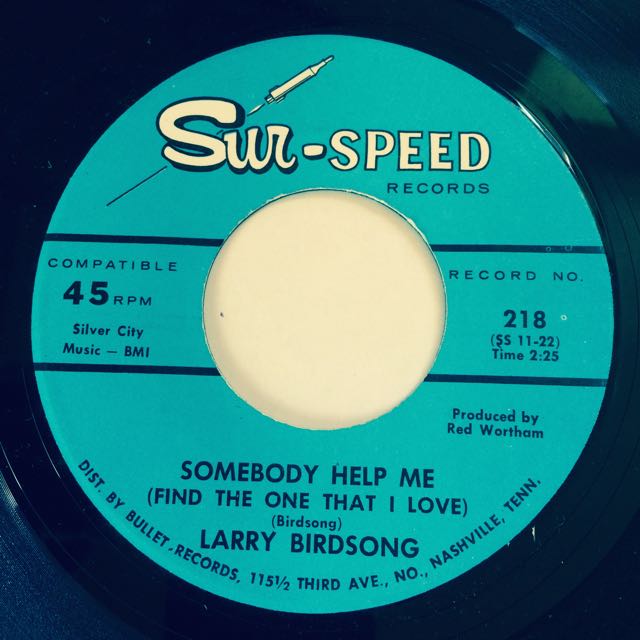 Sur-SPEED
RECORDS
COMPATIBLE
45 RPM
Silver City
Music — BMI
RECORD NO.
218
(SS 11-22)
Time 2:25
Produced by
Red Wortham
SOMEBODY HELP ME
(FIND THE ONE THAT I LOVE)
(Birdsong)
LARRY BIRDSONG
DIST. BY BULLET RECORDS, 115½ THIRD AVE., NO., NASHVILLE, TENN.